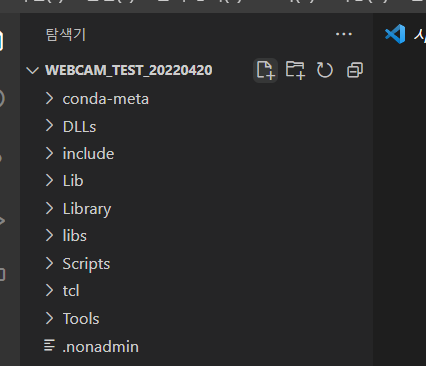 탐색기
WEBCAM_TEST_20220420
conda-meta
DLLs
include
Lib
Library
libs
Scripts
tcl
Tools
.nonadmin